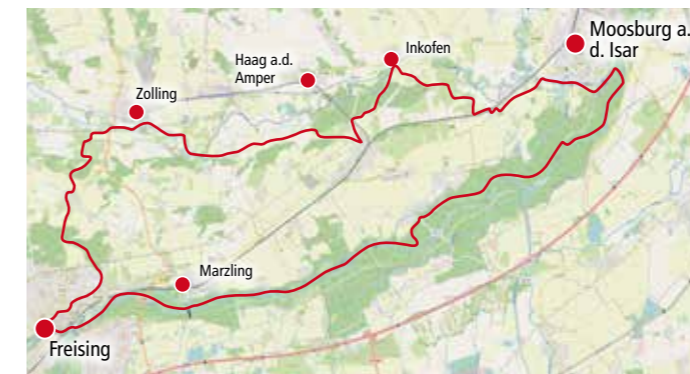 Moosburg a.
d. Isar
Inkofen
Haag a.d.
Amper
Zolling
Marzling
Freising